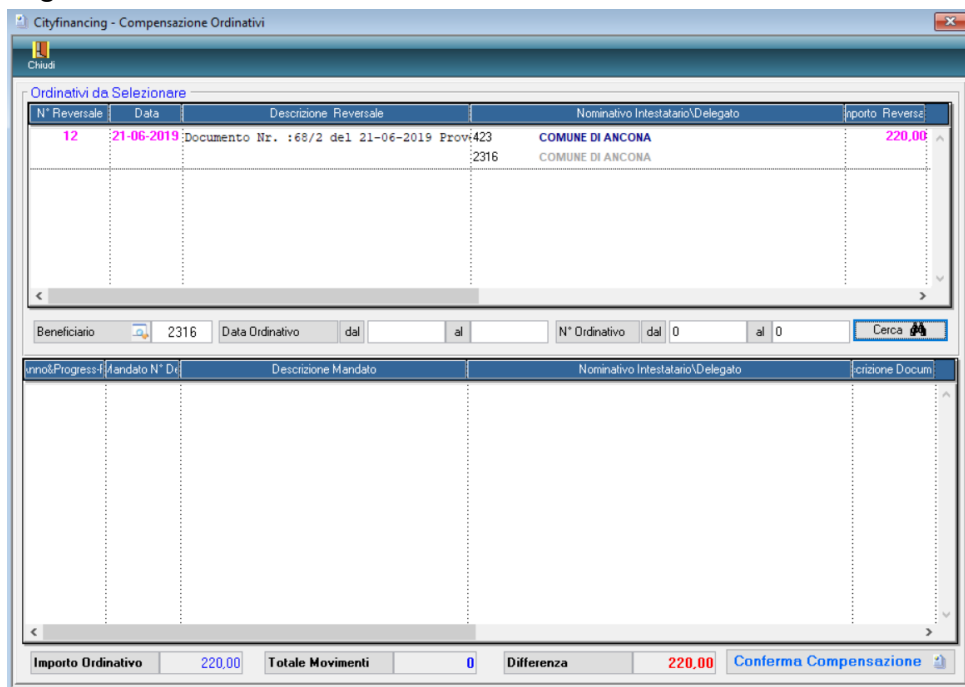 Cityfinancing - Compensazione Ordinativi
Chiudi
Ordinativi da Selezionare
N° Reversale Data Descrizione Reversale Nominativo Intestatario\Delegato nporto Reversa
12 21-06-2019 Documento Nr. :68/2 del 21-06-2019 Prov 423 COMUNE DI ANCONA 220,00
2316 COMUNE DI ANCONA
Beneficiario 2316 Data Ordinativo dal al N° Ordinativo dal 0 al 0 Cerca
nno&Progress-F Mandato N° De Descrizione Mandato Nominativo Intestatario\Delegato crizione Docum
Importo Ordinativo 220,00 Totale Movimenti 0 Differenza 220,00 Conferma Compensazione